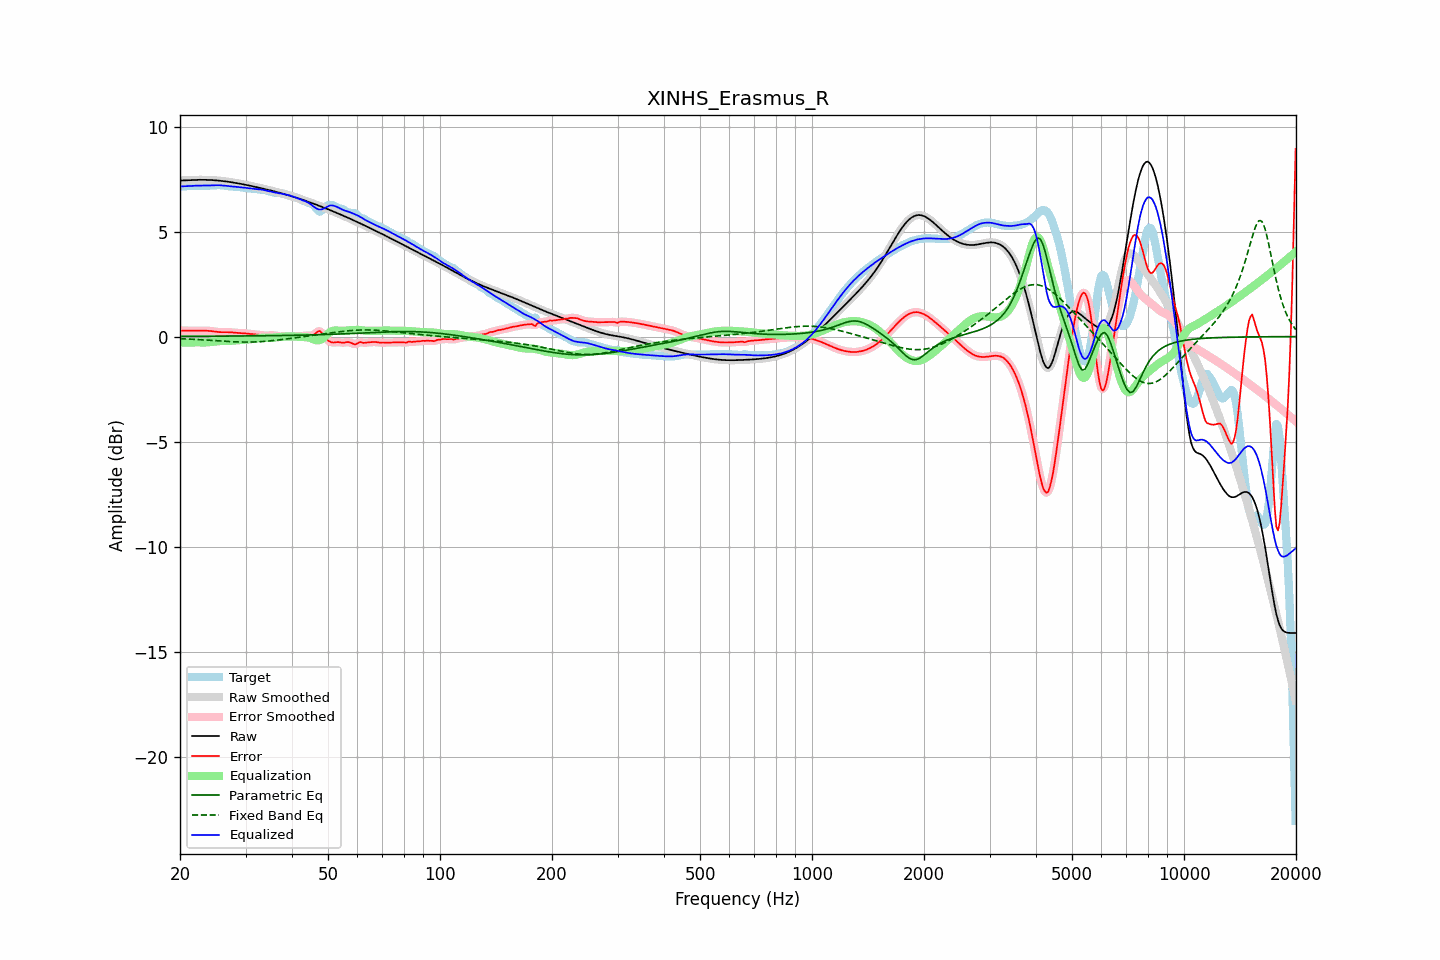 XINHS_Erasmus_R
10
5
0
−5
−10
−15
−20
Amplitude (dBr)
Target
Raw Smoothed
Error Smoothed
Raw
Error
Equalization
Parametric Eq
Fixed Band Eq
Equalized
20 50 100 200 500 1000 2000 5000 10000 20000
Frequency (Hz)